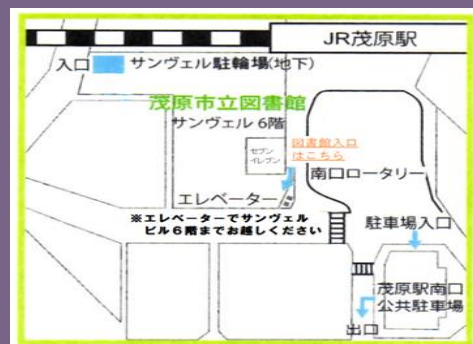 JR茂原駅
入口
サンヴェル駐輪場(地下)
茂原市立図書館
サンヴェル 6階
セブン
イレブン
図書館入口
はこちら
南口ロータリー
エレベーター
※エレベーターでサンヴェル
ビル6階までお越しください
駐車場入口
茂原駅南口
公共駐車場
出口